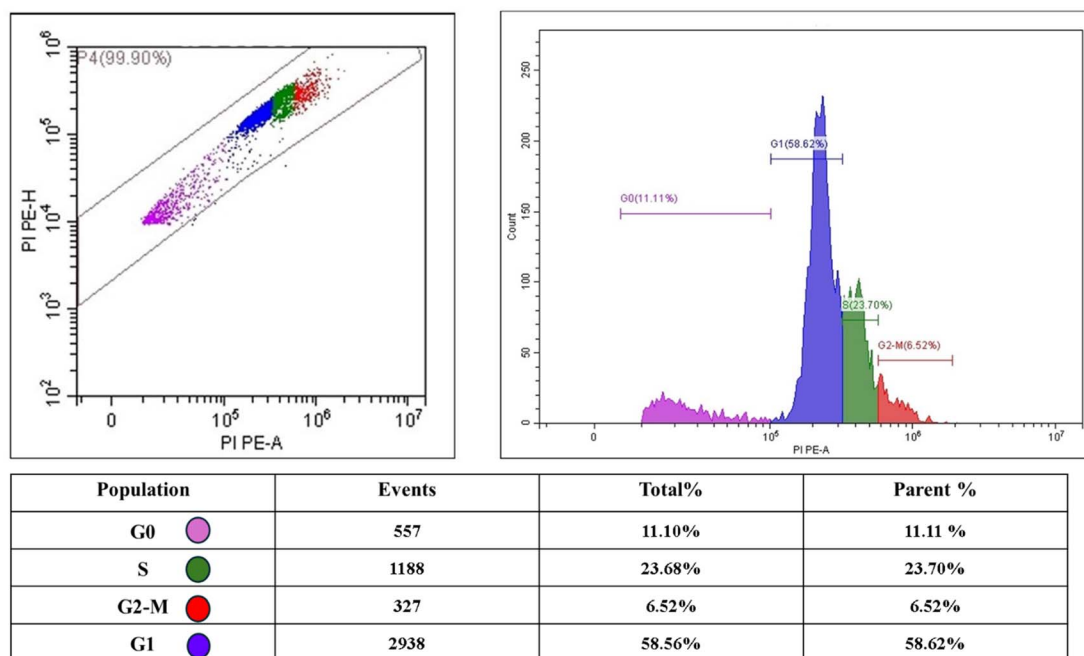 P4(99.90%)
10^6
10^5
10^4
10^3
10^2
PI PE-H
0 10^5 10^6 10^7
PI PE-A
250
200
150
100
50
0
Count
G1(58.62%)
G0(11.11%)
S(23.70%)
G2-M(6.52%)
0 10^5 10^6 10^7
PI PE-A
Population Events Total% Parent %
G0 557 11.10% 11.11 %
S 1188 23.68% 23.70%
G2-M 327 6.52% 6.52%
G1 2938 58.56% 58.62%